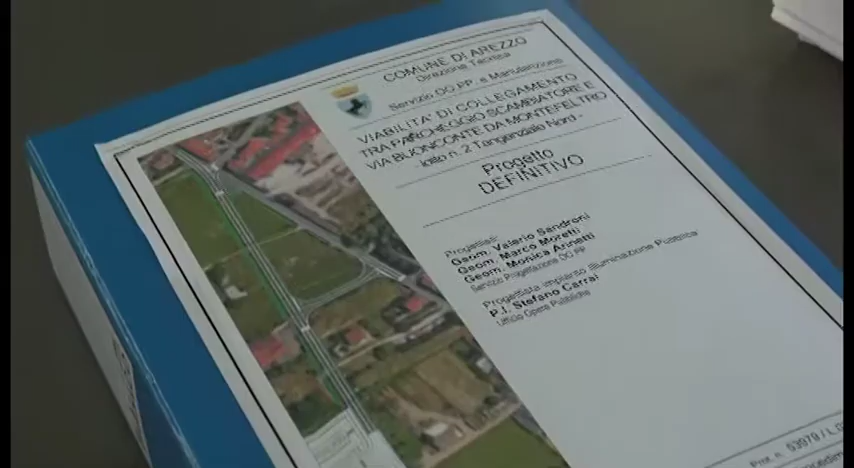 COMUNE DI AREZZO
Direzione Tecnica
Servizio OO.PP. e Manutenzione
VIABILITA' DI COLLEGAMENTO
TRA PARCHEGGIO SCAMBIATORE E
VIA BUONCONTE DA MONTEFELTRO
- lotto n. 2 Tangenziale Nord -
Progetto
DEFINITIVO
Progettisti:
Geom. Valerio Sandroni
Geom. Marco Moretti
Geom. Monica Annetti
Servizio Progettazione OO.PP.
Progettista impianto Illuminazione Pubblica
P.I. Stefano Carrai
Ufficio Opere Pubbliche
Prot. n. 53979 /